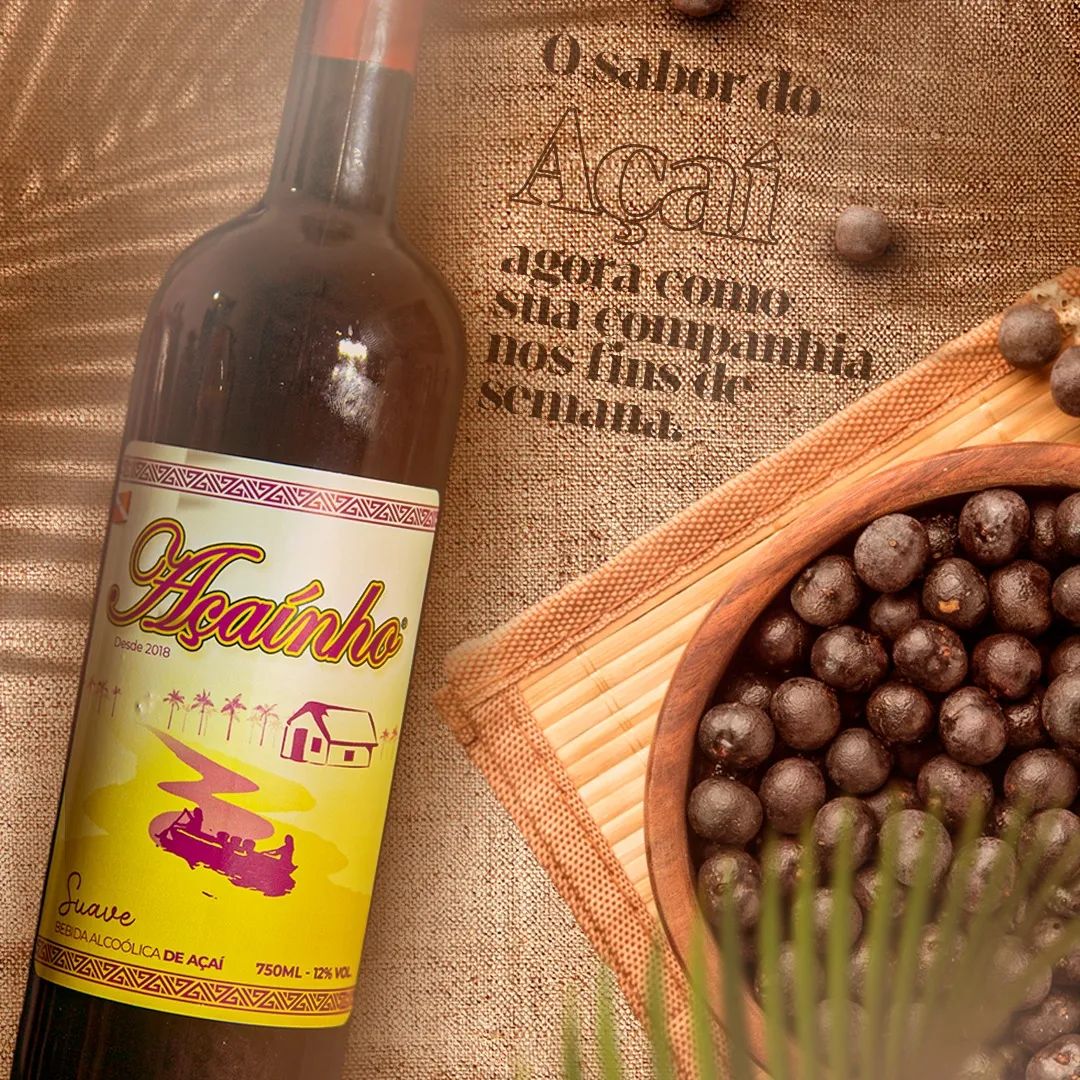 O sabor do
Açaí
agora como
sua companhia
nos fins de
semana.
Açaínho®
Desde 2018
Suave
BEBIDA ALCOÓLICA DE AÇAÍ
750ML - 12% VOL.